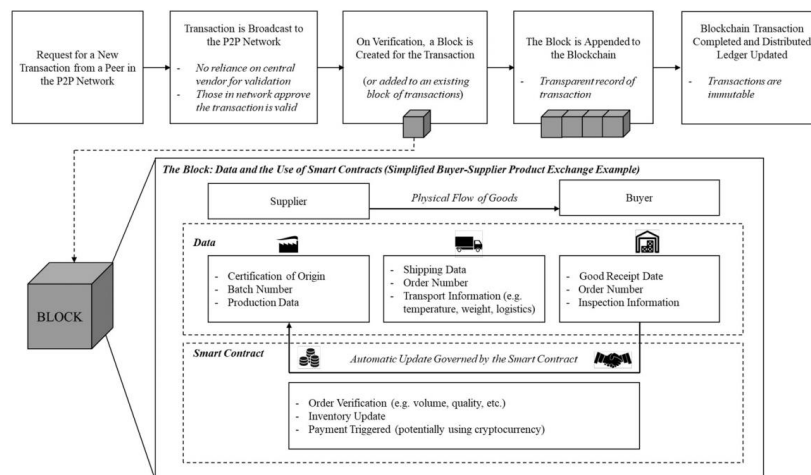 Request for a New
Transaction from a Peer in
the P2P Network
Transaction is Broadcast to
the P2P Network
- No reliance on central
vendor for validation
- Those in network approve
the transaction is valid
On Verification, a Block is
Created for the Transaction
(or added to an existing
block of transactions)
The Block is Appended to
the Blockchain
- Transparent record of
transaction
Blockchain Transaction
Completed and Distributed
Ledger Updated
- Transactions are
immutable
BLOCK
The Block: Data and the Use of Smart Contracts (Simplified Buyer-Supplier Product Exchange Example)
Supplier
Physical Flow of Goods
Buyer
Data
- Certification of Origin
- Batch Number
- Production Data
- Shipping Data
- Order Number
- Transport Information (e.g.
temperature, weight, logistics)
- Good Receipt Date
- Order Number
- Inspection Information
Smart Contract
Automatic Update Governed by the Smart Contract
- Order Verification (e.g. volume, quality, etc.)
- Inventory Update
- Payment Triggered (potentially using cryptocurrency)